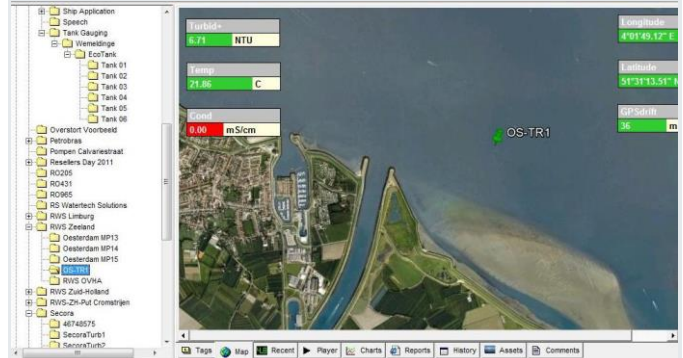 Ship Application
Speech
Tank Gauging
Wemeldinge
EcoTank
Tank 01
Tank 02
Tank 03
Tank 04
Tank 05
Tank 06
Overstort Voorbeeld
Petrobras
Pompen Calvariestraat
Resellers Day 2011
RO205
RO431
RO965
RS Watertech Solutions
RWS Limburg
RWS Zeeland
Oesterdam MP13
Oesterdam MP14
Oesterdam MP15
OS-TR1
RWS OVHA
RWS Zuid-Holland
RWS-ZH-Put Cromstrijen
Secora
46748575
SecoraTurb1
SecoraTurb2
Turbid+
6.71 NTU
Temp
21.86 C
Cond
0.00 mS/cm
Longitude
4°01'49.12" E
Latitude
51°31'13.51" N
GPSdrift
36 m
OS-TR1
Tags Map Recent Player Charts Reports History Assets Comments